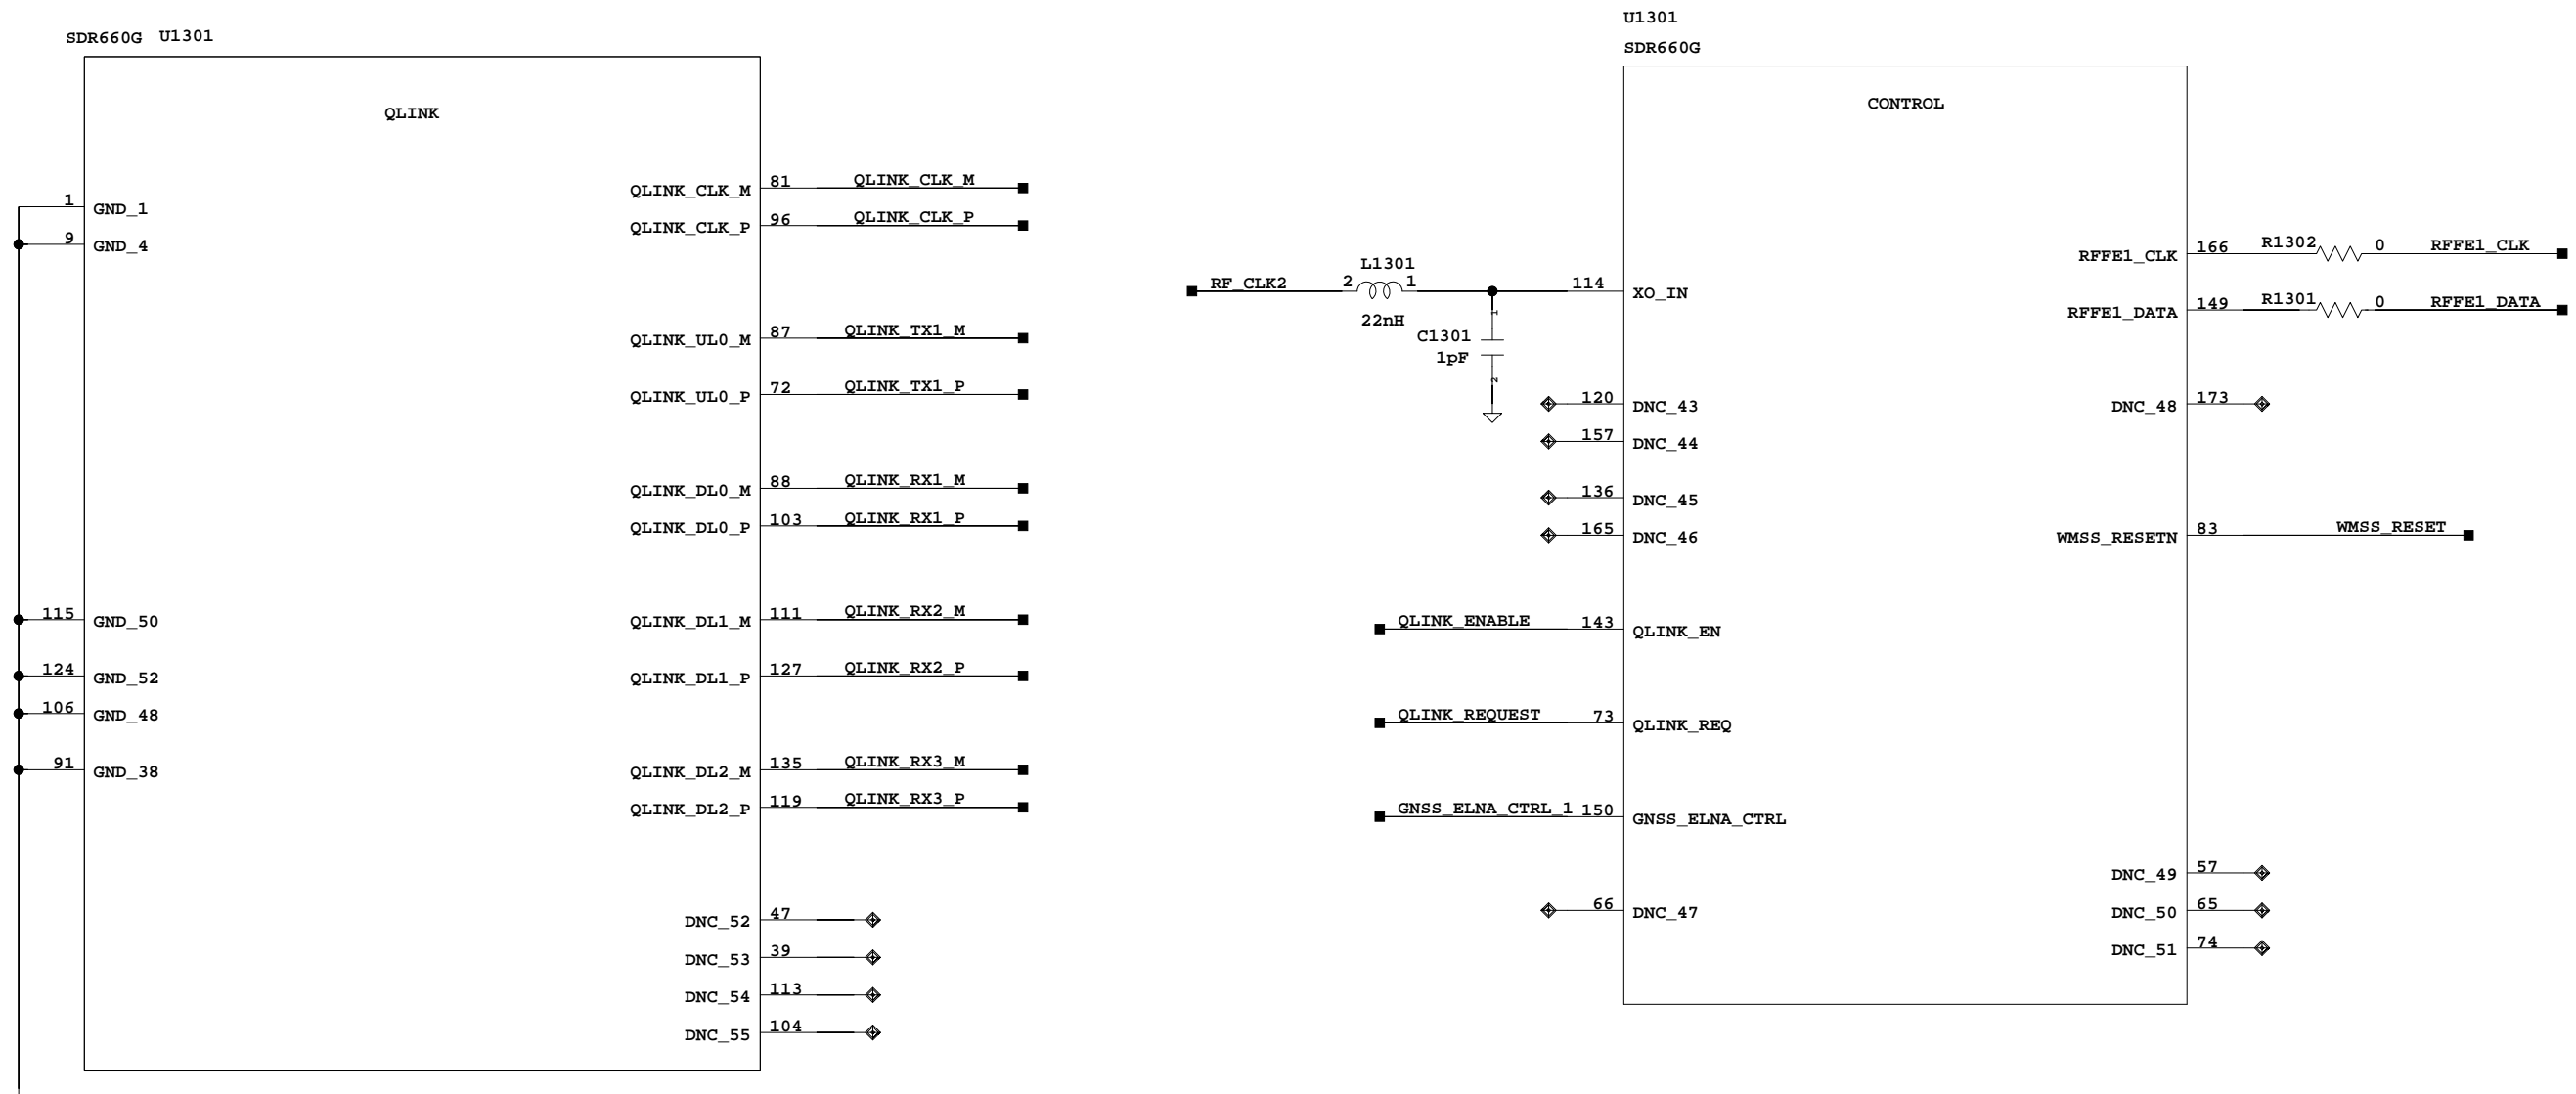 SDR660G U1301
QLINK
1 GND_1
9 GND_4
115 GND_50
124 GND_52
106 GND_48
91 GND_38
QLINK_CLK_M 81 QLINK_CLK_M
QLINK_CLK_P 96 QLINK_CLK_P
QLINK_UL0_M 87 QLINK_TX1_M
QLINK_UL0_P 72 QLINK_TX1_P
QLINK_DL0_M 88 QLINK_RX1_M
QLINK_DL0_P 103 QLINK_RX1_P
QLINK_DL1_M 111 QLINK_RX2_M
QLINK_DL1_P 127 QLINK_RX2_P
QLINK_DL2_M 135 QLINK_RX3_M
QLINK_DL2_P 119 QLINK_RX3_P
DNC_52 47
DNC_53 39
DNC_54 113
DNC_55 104
U1301
SDR660G
CONTROL
L1301
RF_CLK2 2 1 114 XO_IN
22nH
1
C1301
1pF
2
120 DNC_43
157 DNC_44
136 DNC_45
165 DNC_46
QLINK_ENABLE 143 QLINK_EN
QLINK_REQUEST 73 QLINK_REQ
GNSS_ELNA_CTRL_1 150 GNSS_ELNA_CTRL
66 DNC_47
RFFE1_CLK 166 R1302 0 RFFE1_CLK
RFFE1_DATA 149 R1301 0 RFFE1_DATA
DNC_48 173
WMSS_RESETN 83 WMSS_RESET
DNC_49 57
DNC_50 65
DNC_51 74